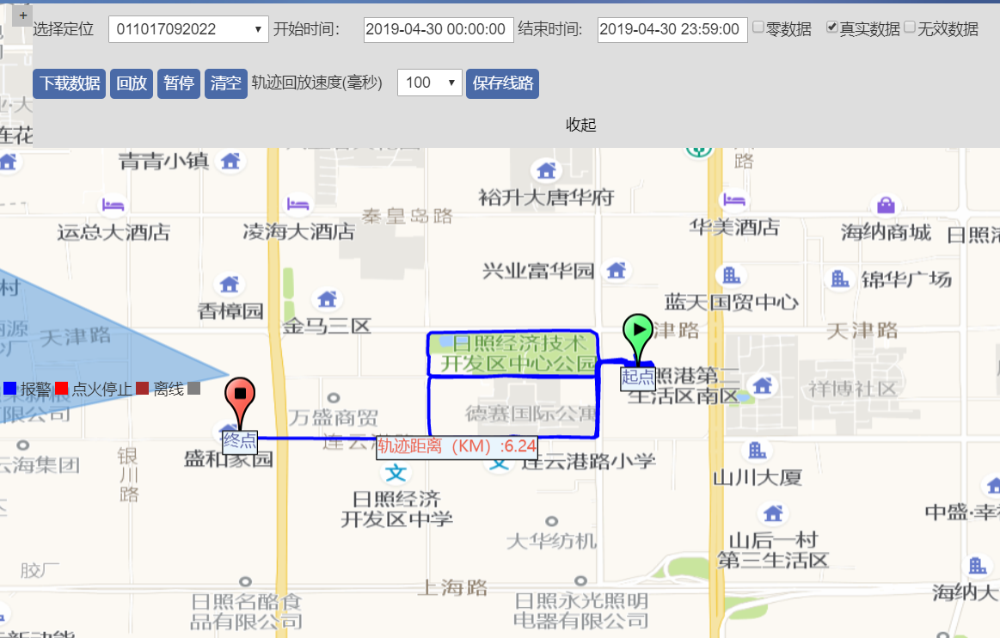 +
选择定位 011017092022 开始时间: 2019-04-30 00:00:00 结束时间: 2019-04-30 23:59:00 零数据 真实数据 无效数据
下载数据 回放 暂停 清空 轨迹回放速度(毫秒) 100 保存线路
收起
青青小镇
路
裕升大唐华府
秦皇岛路
运总大酒店
凌海大酒店
华美酒店
海纳商城
日照
兴业富华园
锦华广场
村
香樟园
蓝天国贸中心
金马三区
天津路
津路
天津路
日照经济技术
开发区中心公园
起点
照港第二
生活区南区
祥博社区
报警 点火停止 离线
限公司
万盛商贸
德赛国际公寓
终点
连云
轨迹距离（KM）:6.24
盛和家园
连云港路小学
云海集团
银川路
文
文
山川大厦
日照经济
开发区中学
中盛·幸
大华纺机
山后一村
第三生活区
胶厂
上海路
海纳大
日照名酪食
品有限公司
日照永光照明
电器有限公司